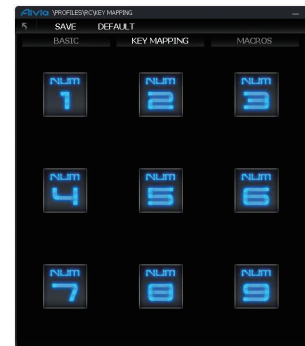 Aivia \PROFILES\RC\KEY MAPPING
SAVE DEFAULT
BASIC KEY MAPPING MACROS
NUM NUM NUM
1 2 3
NUM NUM NUM
4 5 6
NUM NUM NUM
7 8 9